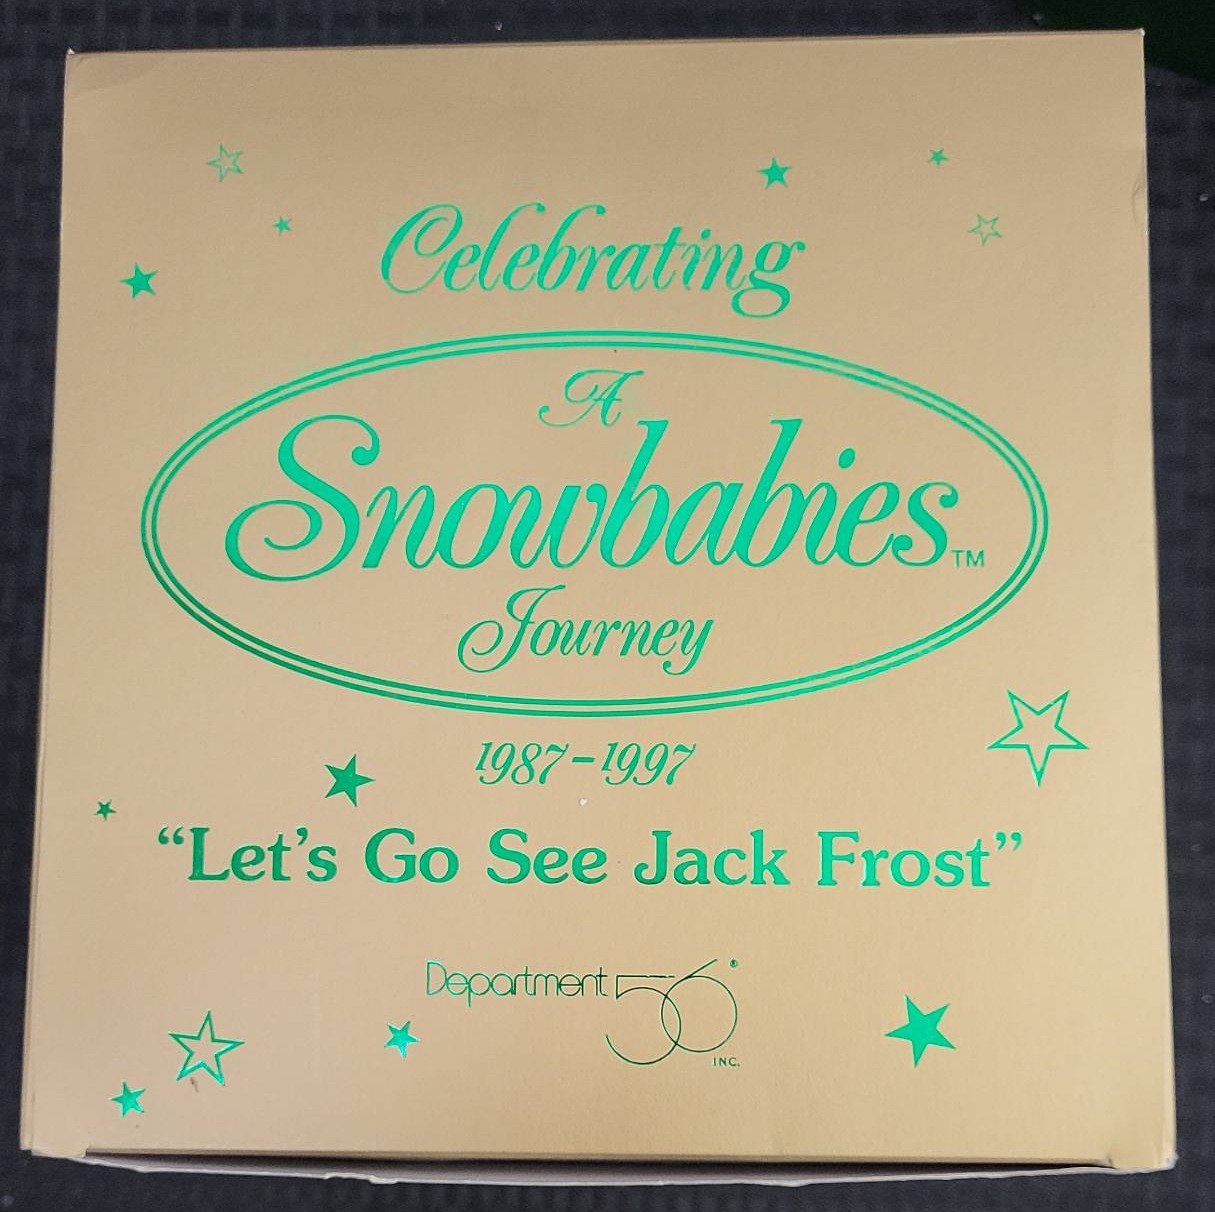 Celebrating
A
Snowbabies™
Journey
1987-1997
“Let’s Go See Jack Frost”
Department 56®
INC.